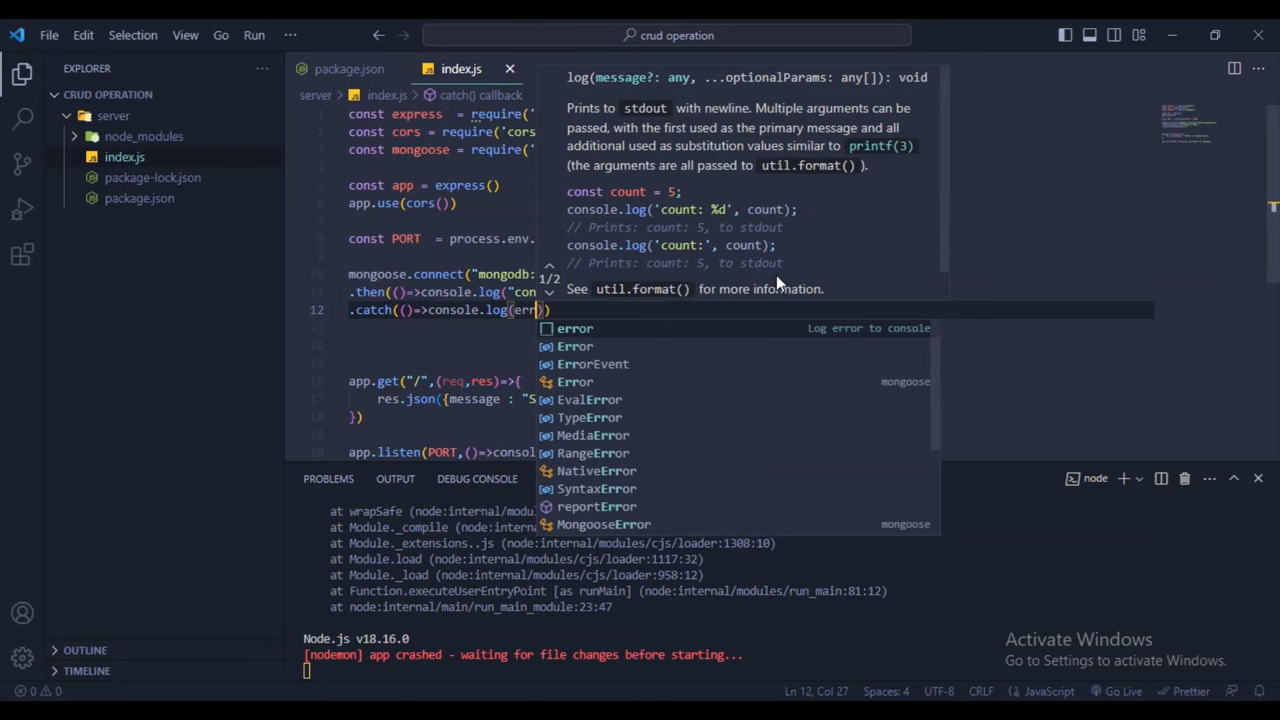 File Edit Selection View Go Run
crud operation
EXPLORER
CRUD OPERATION
server
node_modules
index.js
package-lock.json
package.json
OUTLINE
TIMELINE
package.json index.js
server > index.js > catch() callback
1 const express = require('
2 const cors = require('cors
3 const mongoose = require('
5 const app = express()
app.use(cors())
8 const PORT = process.env.
10 mongoose.connect("mongodb:
11 .then(()=>console.log("con
12 .catch(()=>console.log(err))
15
16 app.get("/",(req,res)=>{
17 res.json({message : "S
18 })
19
20 app.listen(PORT,()=>consol
log(message?: any, ...optionalParams: any[]): void
Prints to stdout with newline. Multiple arguments can be
passed, with the first used as the primary message and all
additional used as substitution values similar to printf(3)
(the arguments are all passed to util.format() ).
const count = 5;
console.log('count: %d', count);
// Prints: count: 5, to stdout
console.log('count:', count);
// Prints: count: 5, to stdout
1/2
See util.format() for more information.
error Log error to console
Error
ErrorEvent
Error mongoose
EvalError
TypeError
MediaError
RangeError
NativeError
SyntaxError
reportError
MongooseError mongoose
PROBLEMS OUTPUT DEBUG CONSOLE
node
at wrapSafe (node:internal/modu
at Module._compile (node:intern
at Module._extensions..js (node:internal/modules/cjs/loader:1308:10)
at Module.load (node:internal/modules/cjs/loader:1117:32)
at Module._load (node:internal/modules/cjs/loader:958:12)
at Function.executeUserEntryPoint [as runMain] (node:internal/modules/run_main:81:12)
at node:internal/main/run_main_module:23:47
Node.js v18.16.0
[nodemon] app crashed - waiting for file changes before starting...
Activate Windows
Go to Settings to activate Windows.
0 0 Ln 12, Col 27 Spaces: 4 UTF-8 CRLF JavaScript Go Live Prettier